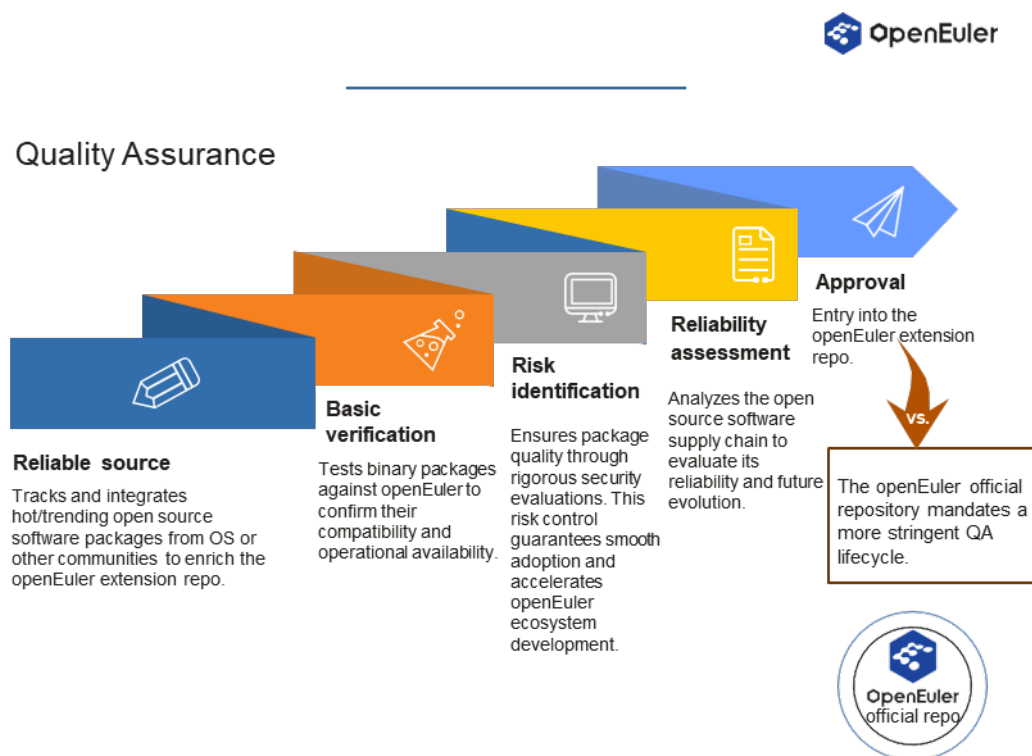 OpenEuler
Quality Assurance
Reliable source
Tracks and integrates
hot/trending open source
software packages from OS or
other communities to enrich the
openEuler extension repo.
Basic
verification
Tests binary packages
against openEuler to
confirm their
compatibility and
operational availability.
Risk
identification
Ensures package
quality through
rigorous security
evaluations. This
risk control
guarantees smooth
adoption and
accelerates
openEuler
ecosystem
development.
Reliability
assessment
Analyzes the open
source software
supply chain to
evaluate its
reliability and future
evolution.
Approval
Entry into the
openEuler extension
repo.
vs.
The openEuler official
repository mandates a
more stringent QA
lifecycle.
OpenEuler
official repo